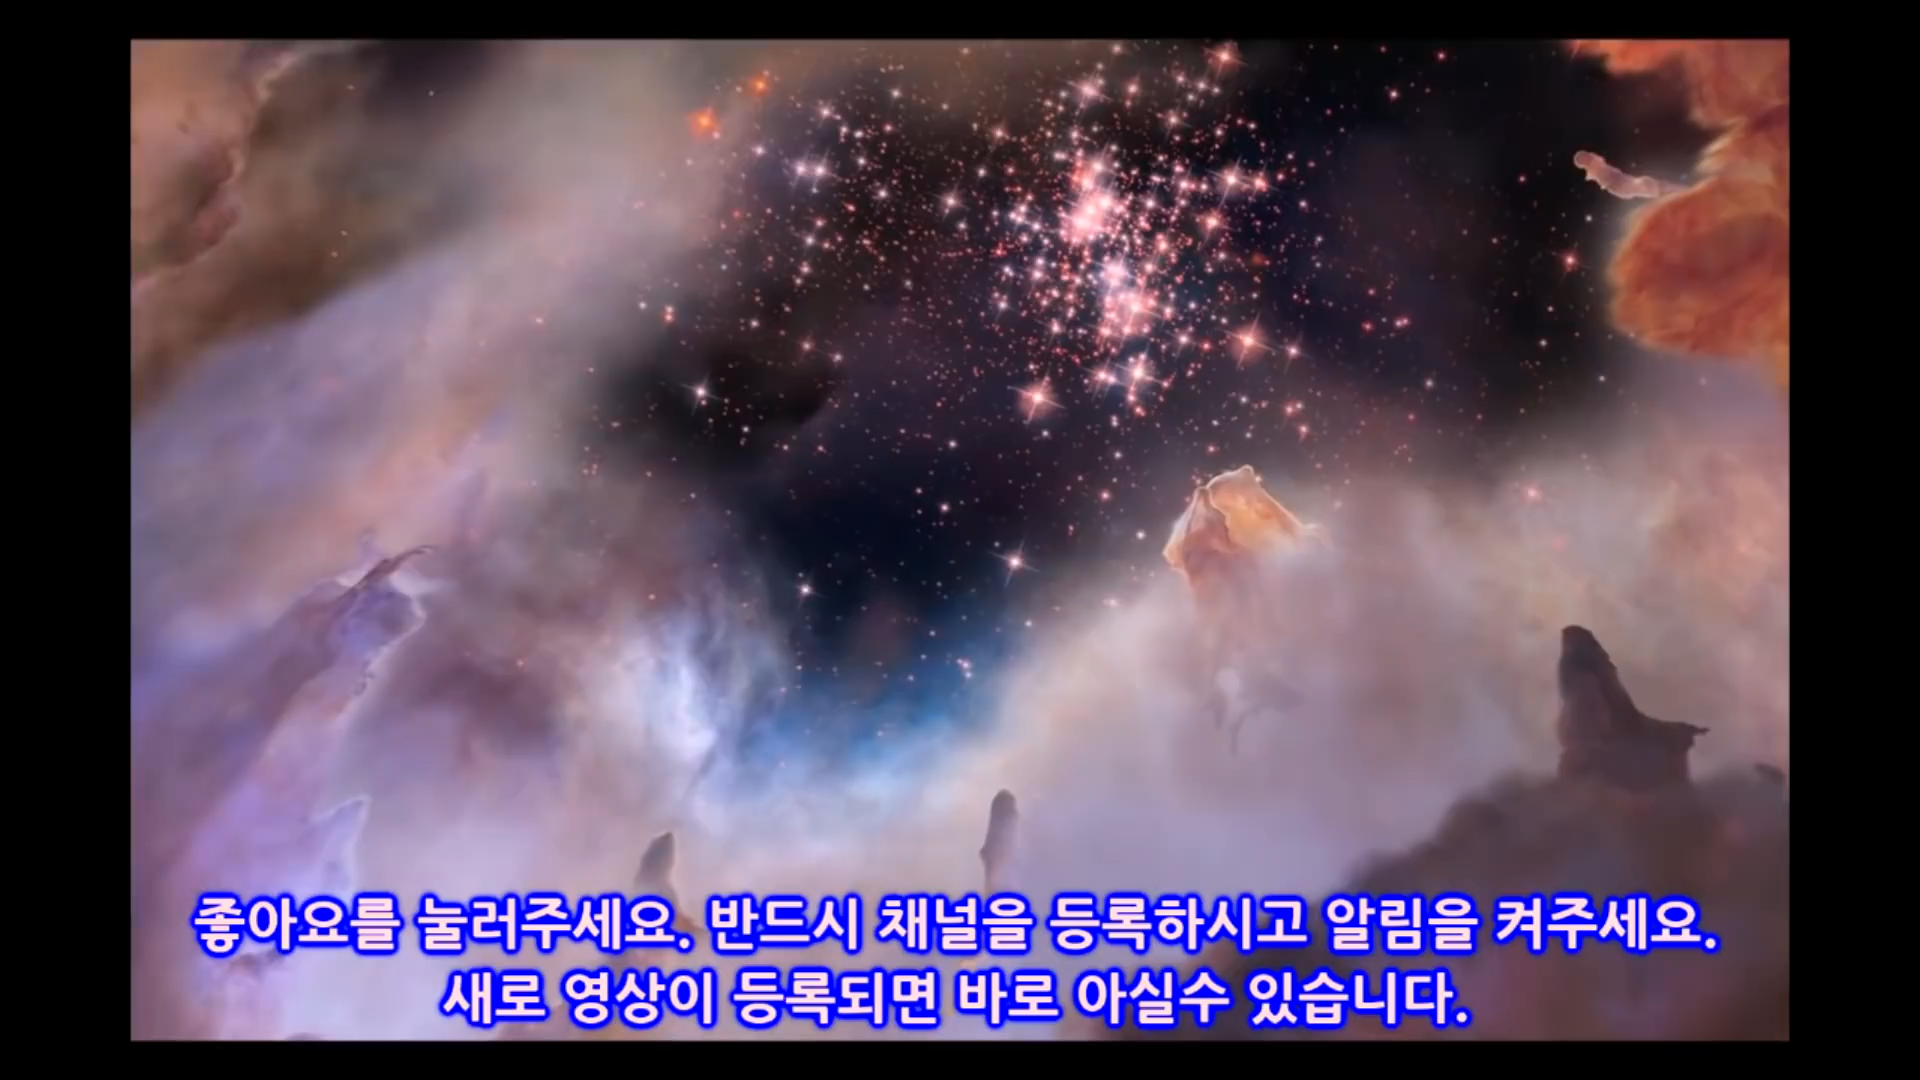 좋아요를 눌러주세요. 반드시 채널을 등록하시고 알림을 켜주세요.
새로 영상이 등록되면 바로 아실수 있습니다.